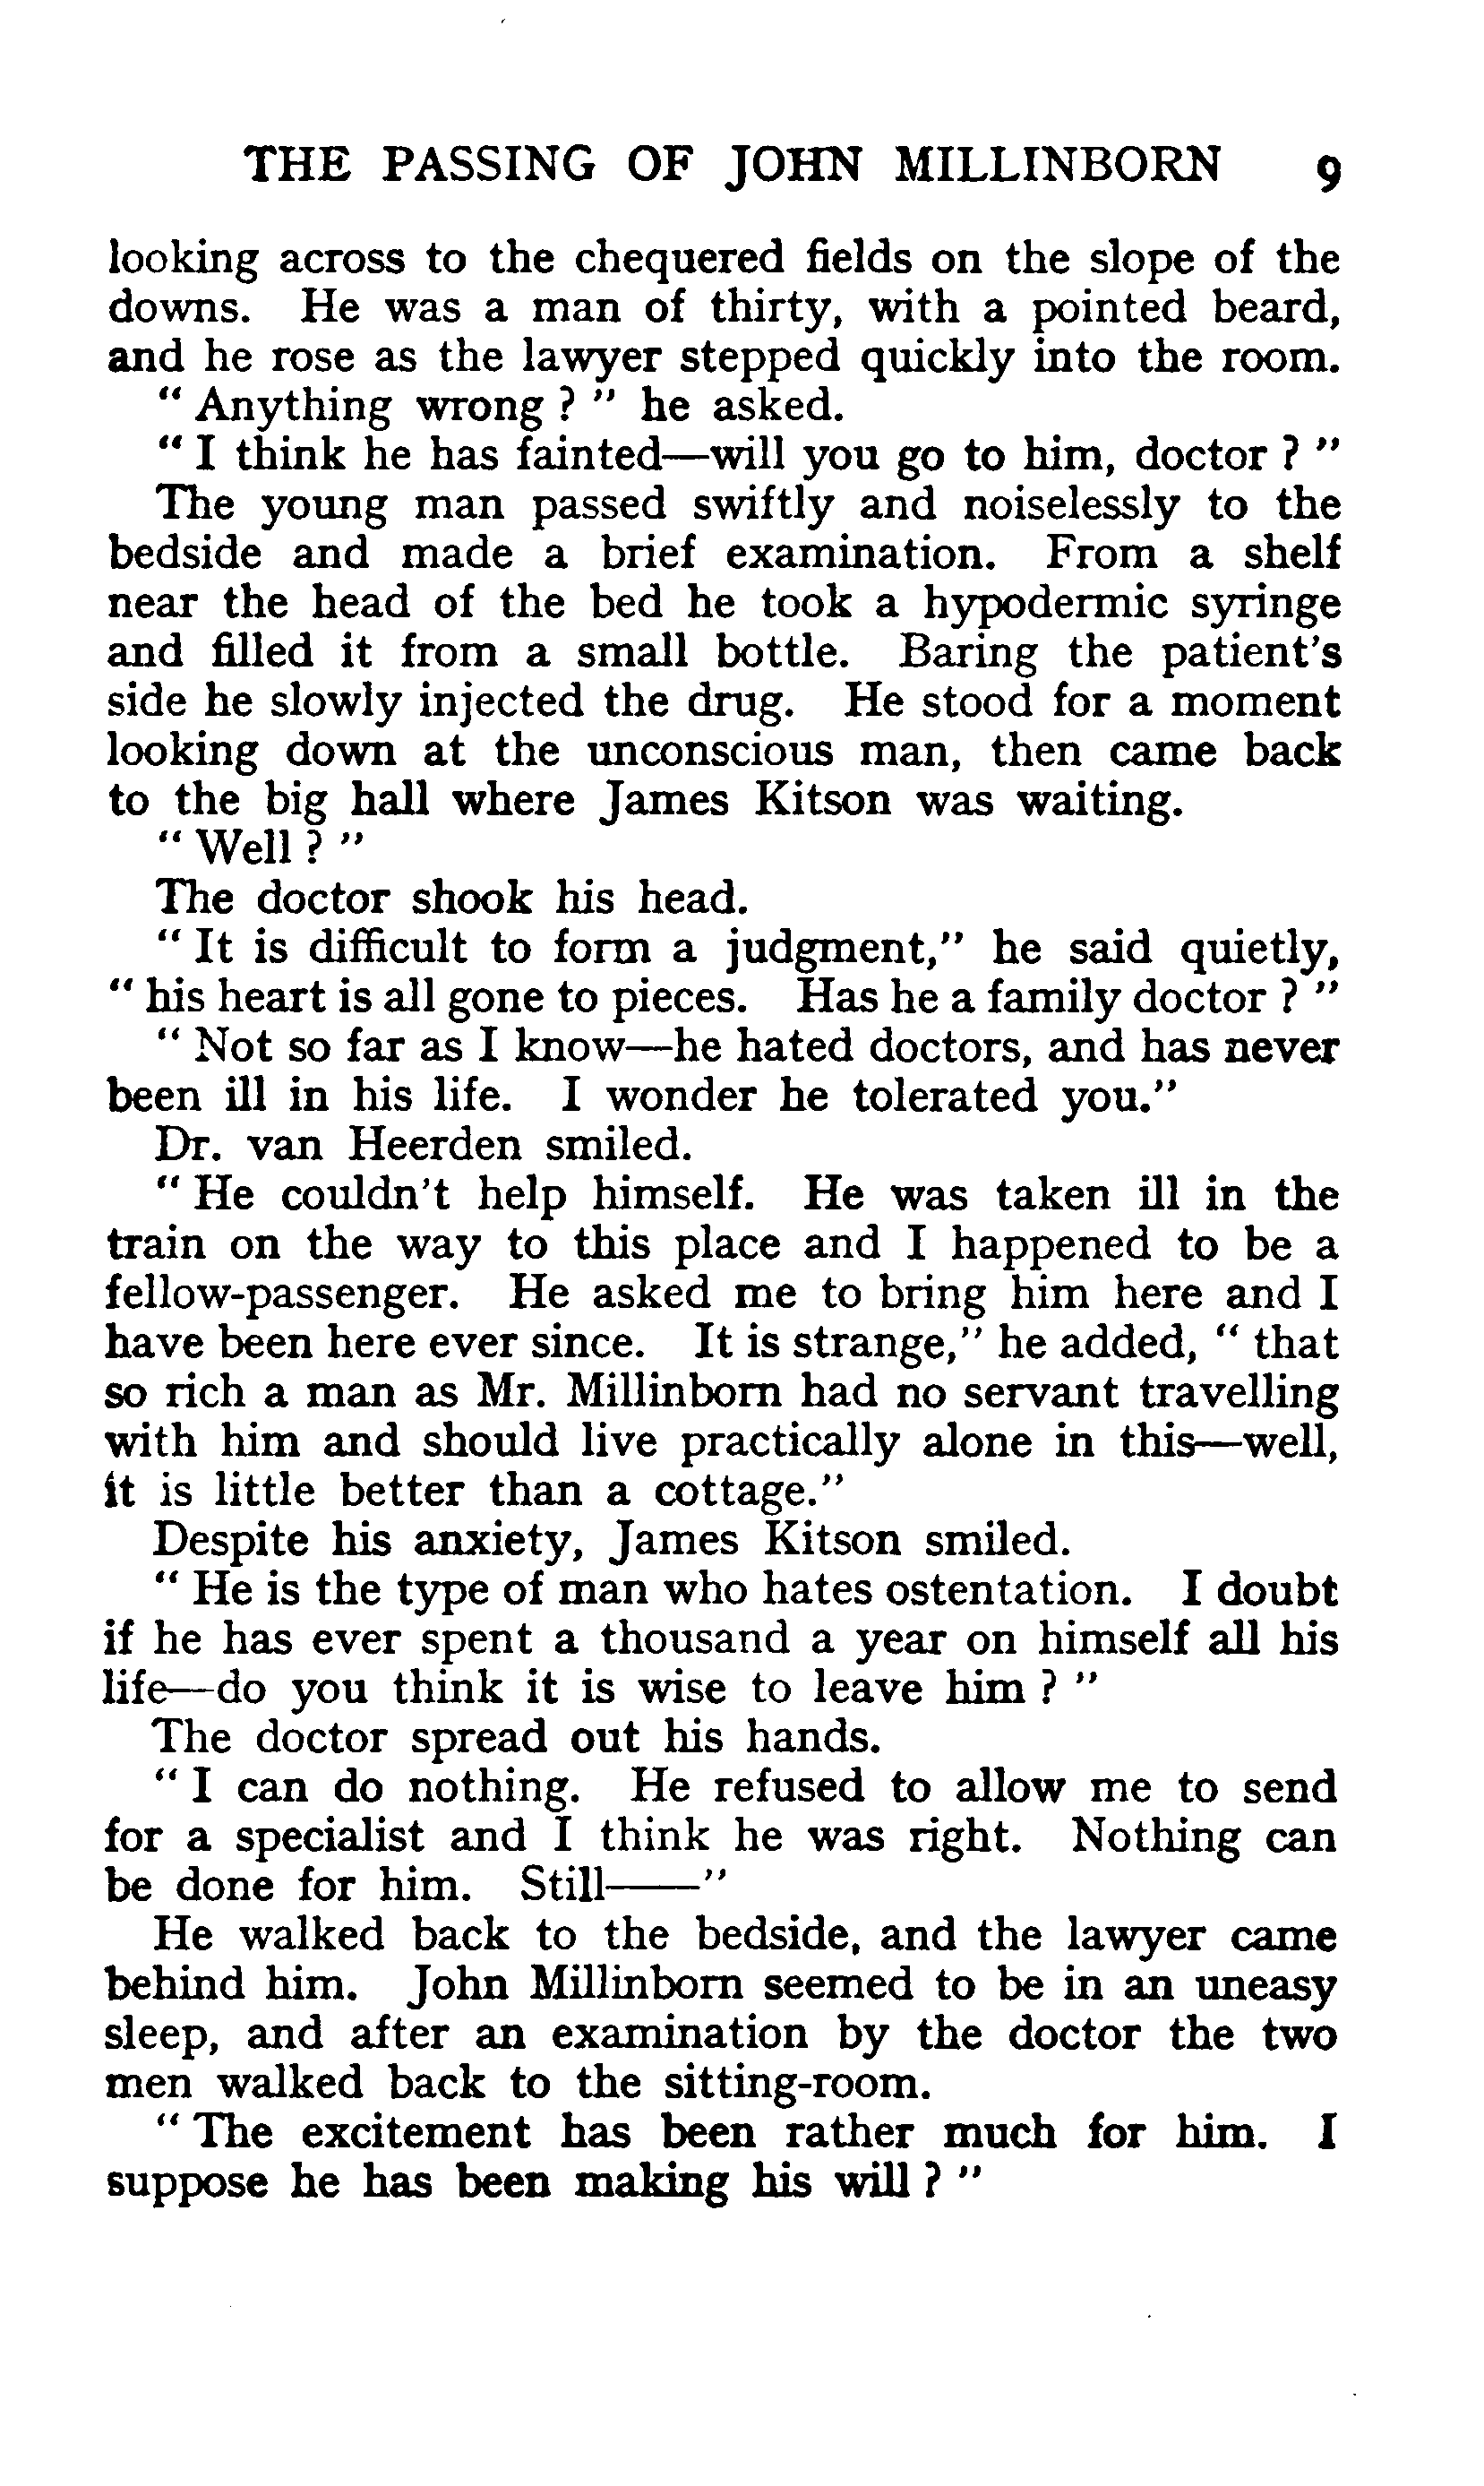 THE PASSING OF JOHN MILLINBORN 9
looking across to the chequered fields on the slope of the
downs. He was a man of thirty, with a pointed beard,
and he rose as the lawyer stepped quickly into the room.
" Anything wrong ? " he asked.
" I think he has fainted—will you go to him, doctor ? "
The young man passed swiftly and noiselessly to the
bedside and made a brief examination. From a shelf
near the head of the bed he took a hypodermic syringe
and filled it from a small bottle. Baring the patient's
side he slowly injected the drug. He stood for a moment
looking down at the unconscious man, then came back
to the big hall where James Kitson was waiting.
" Well ? "
The doctor shook his head.
" It is difficult to form a judgment," he said quietly,
" his heart is all gone to pieces. Has he a family doctor ? "
" Not so far as I know—he hated doctors, and has never
been ill in his life. I wonder he tolerated you."
Dr. van Heerden smiled.
" He couldn't help himself. He was taken ill in the
train on the way to this place and I happened to be a
fellow-passenger. He asked me to bring him here and I
have been here ever since. It is strange," he added, " that
so rich a man as Mr. Millinborn had no servant travelling
with him and should live practically alone in this—well,
it is little better than a cottage."
Despite his anxiety, James Kitson smiled.
" He is the type of man who hates ostentation. I doubt
if he has ever spent a thousand a year on himself all his
life—do you think it is wise to leave him ? "
The doctor spread out his hands.
" I can do nothing. He refused to allow me to send
for a specialist and I think he was right. Nothing can
be done for him. Still——"
He walked back to the bedside, and the lawyer came
behind him. John Millinborn seemed to be in an uneasy
sleep, and after an examination by the doctor the two
men walked back to the sitting-room.
" The excitement has been rather much for him. I
suppose he has been making his will ? "